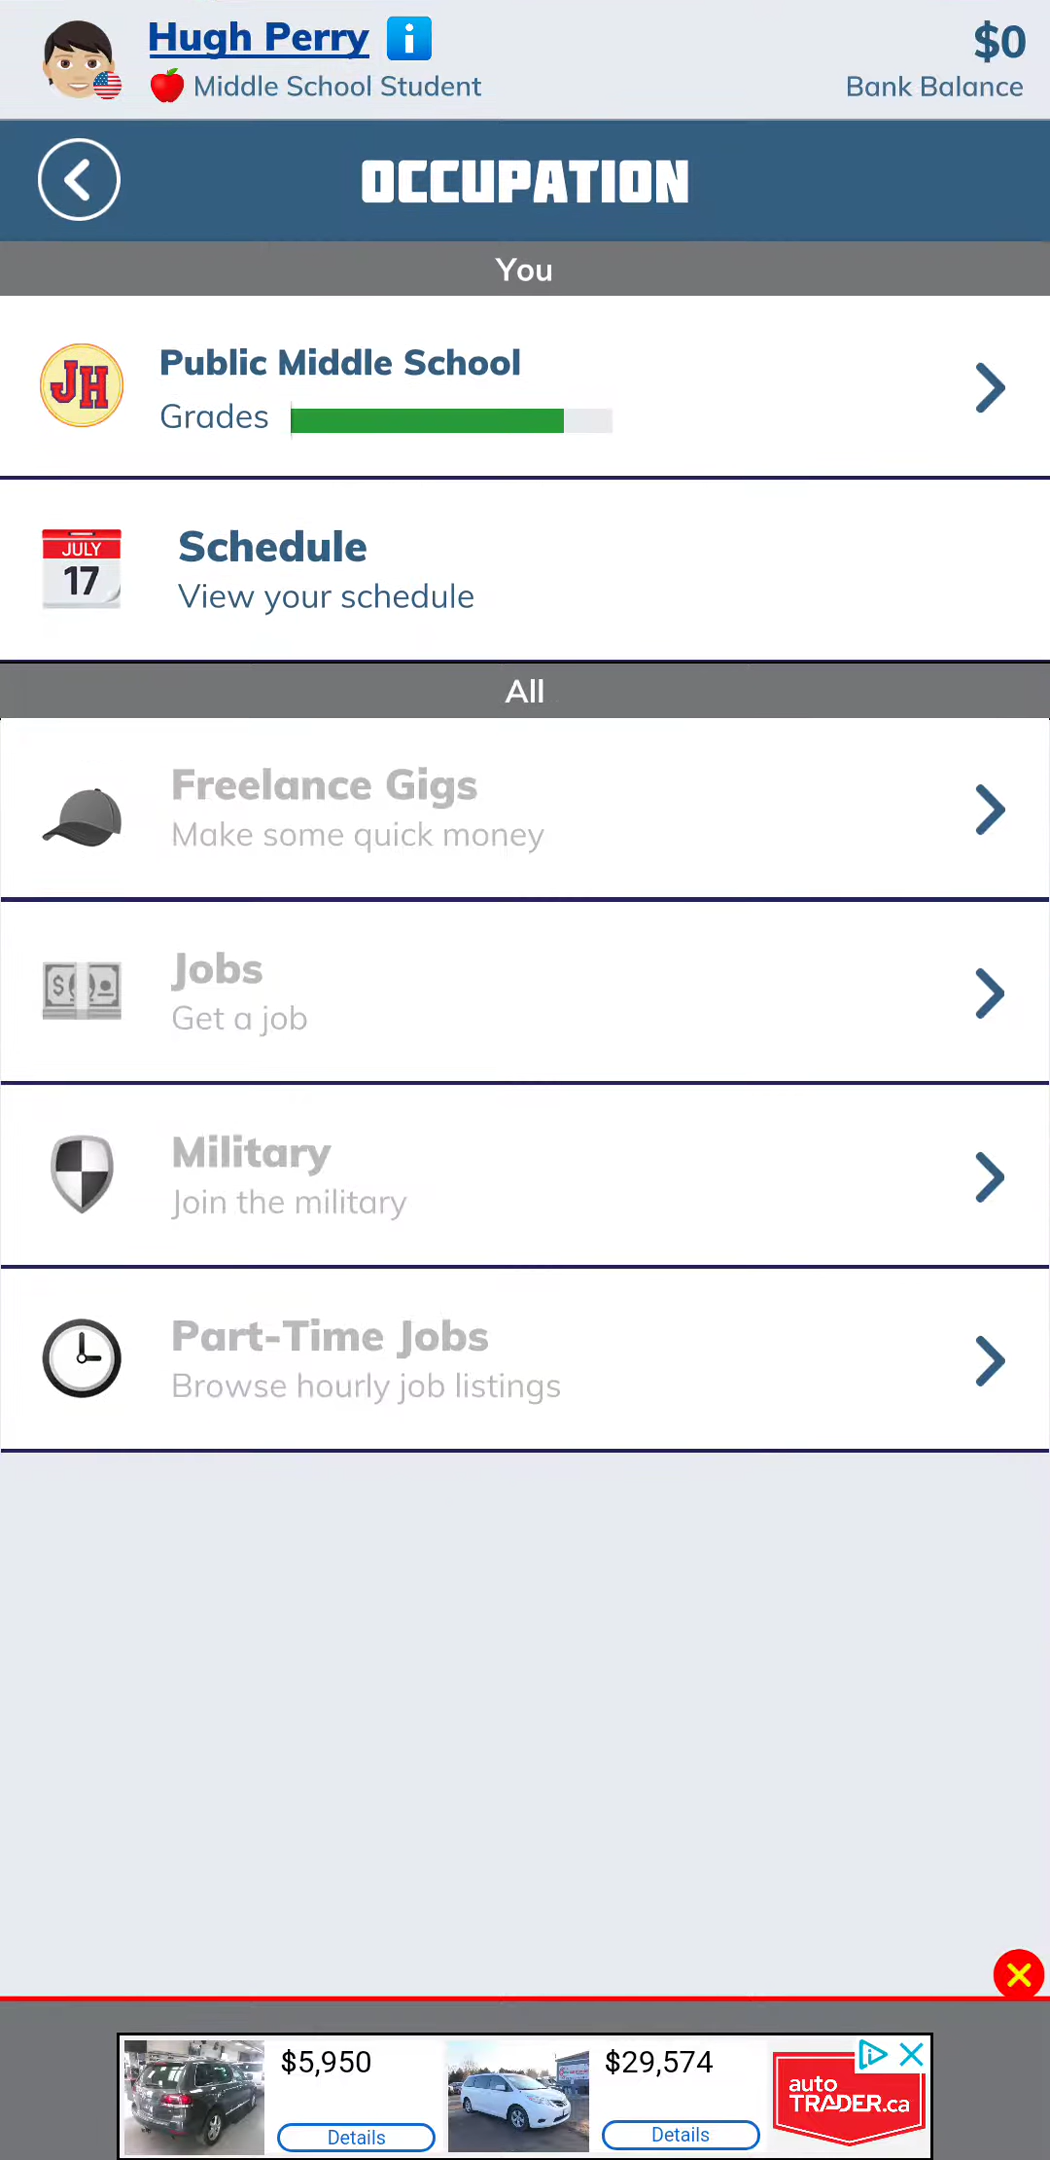 Hugh Perry
Middle School Student
$0
Bank Balance
OCCUPATION
You
JH
Public Middle School
Grades
JULY
17
Schedule
View your schedule
All
Freelance Gigs
Make some quick money
Jobs
Get a job
Military
Join the military
Part-Time Jobs
Browse hourly job listings
$5,950
Details
$29,574
Details
auto
TRADER.ca